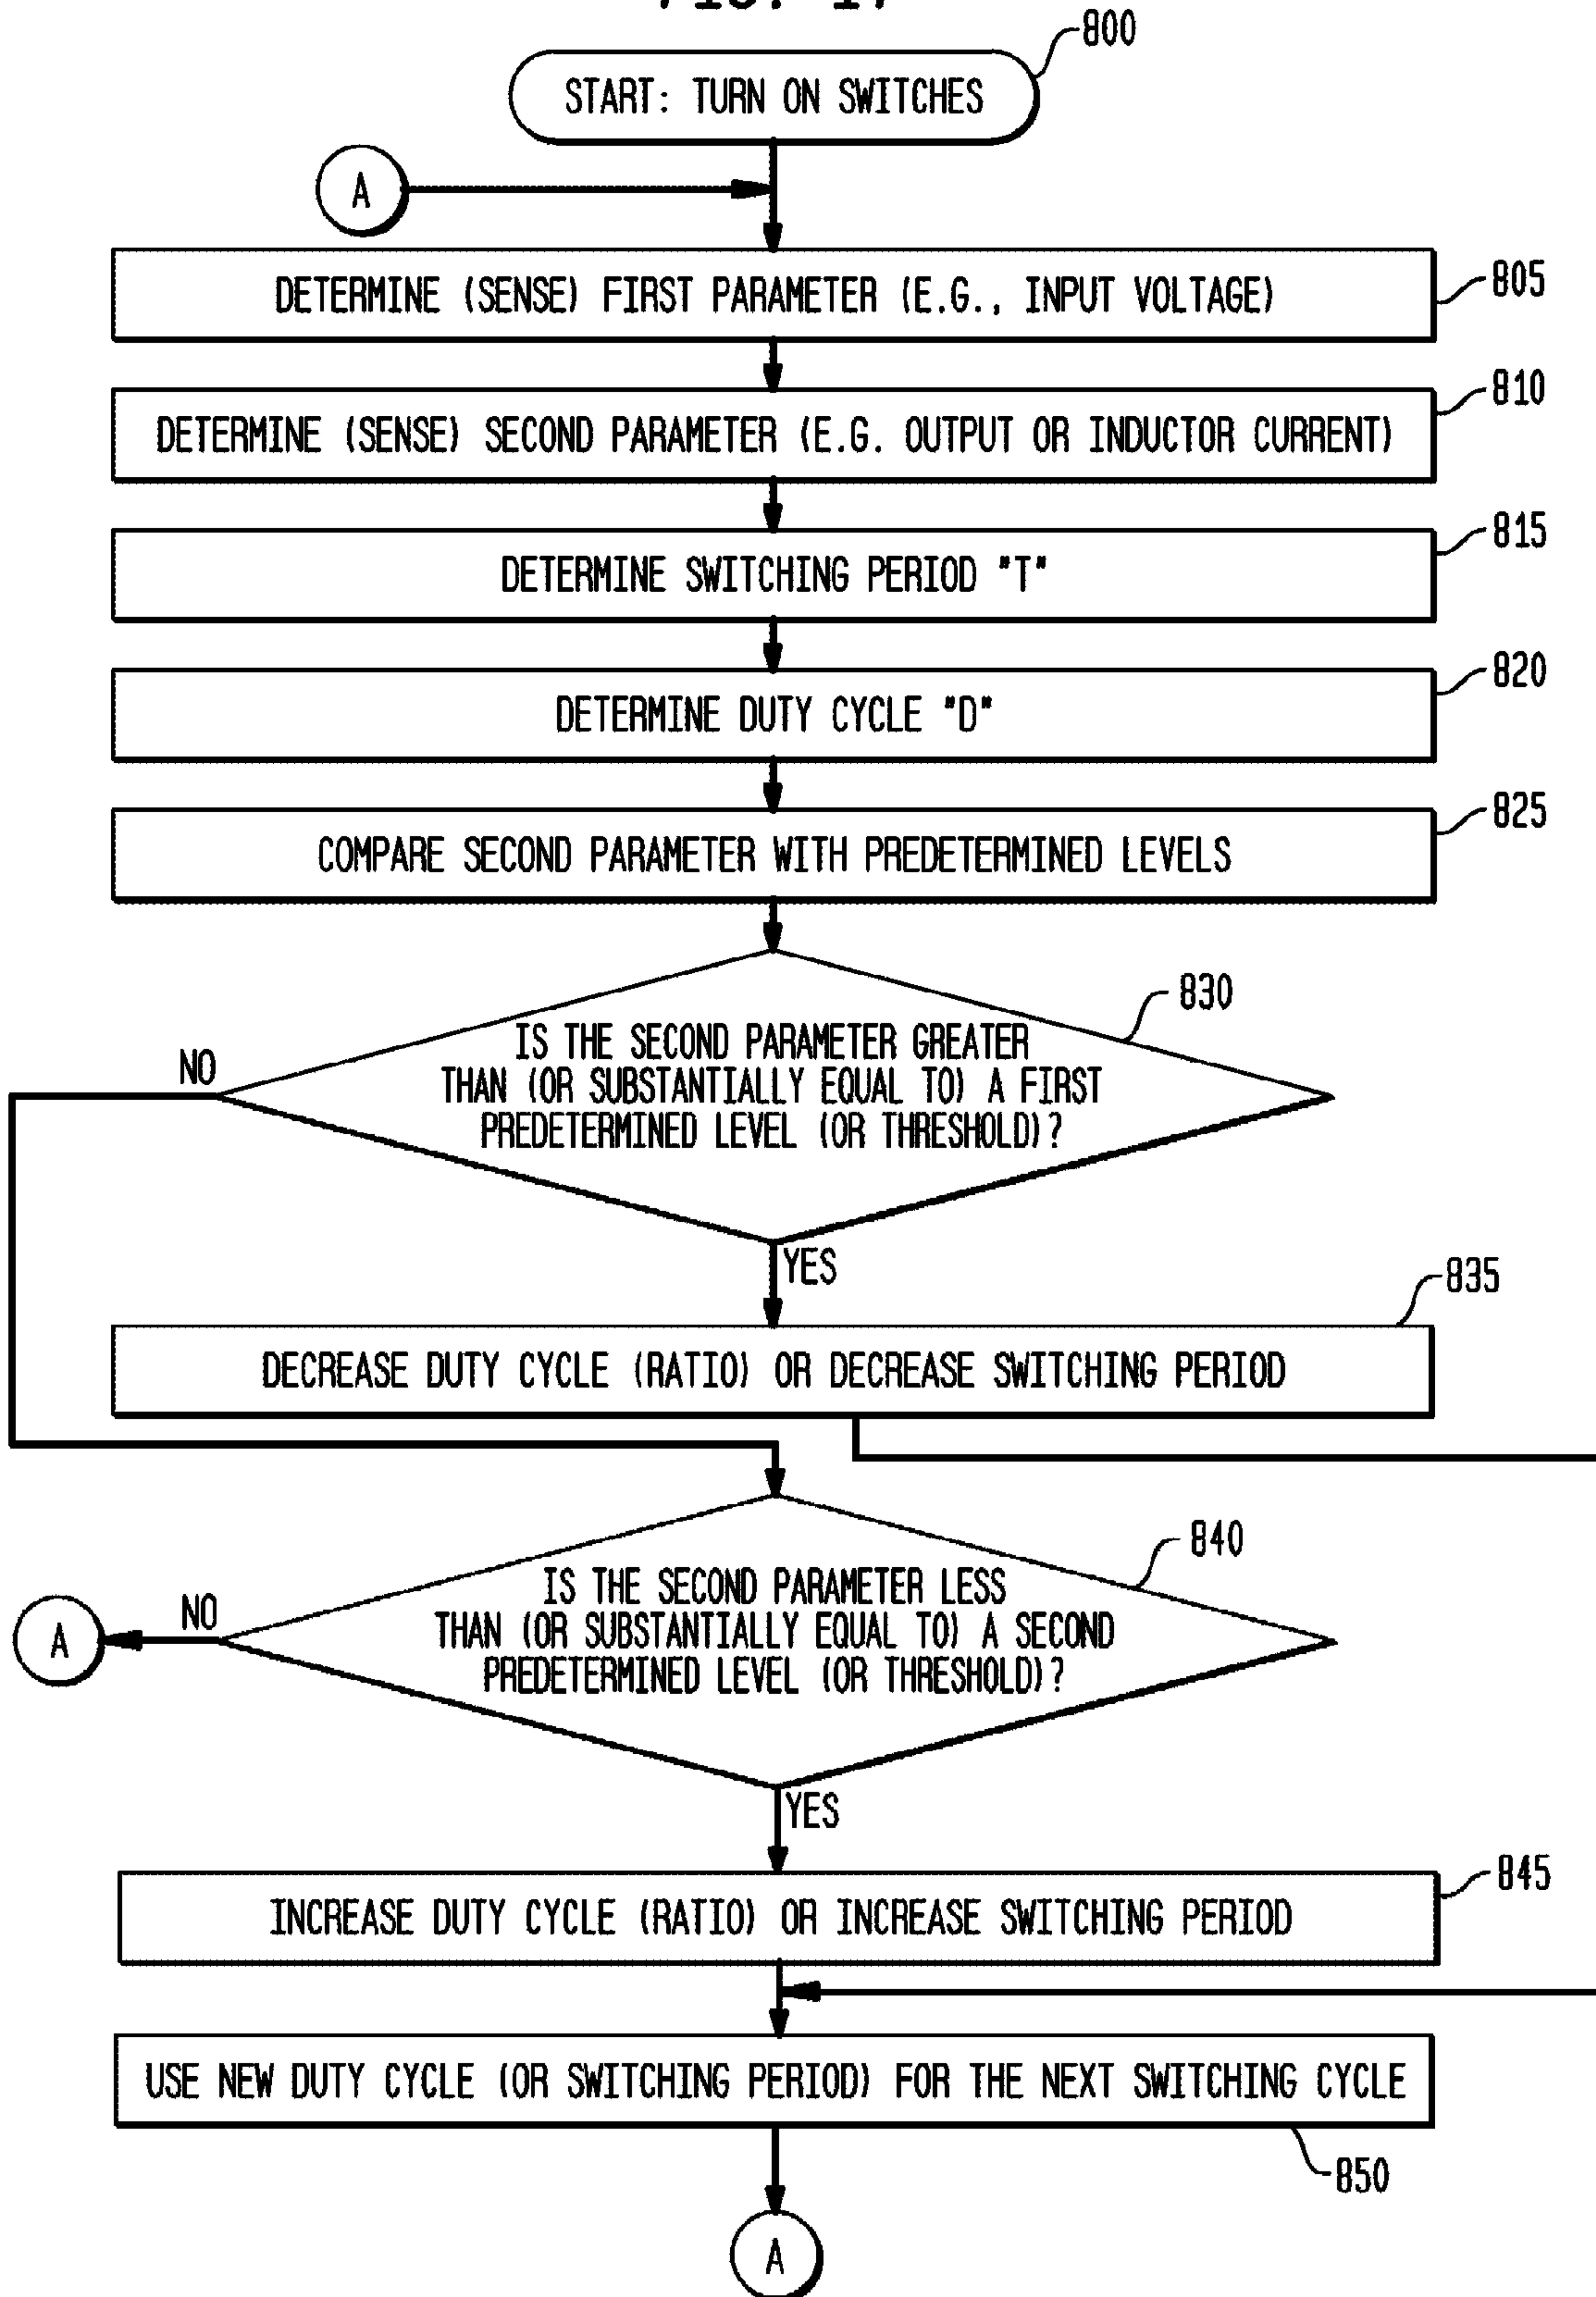 800
START: TURN ON SWITCHES
A
DETERMINE (SENSE) FIRST PARAMETER (E.G., INPUT VOLTAGE)
805
DETERMINE (SENSE) SECOND PARAMETER (E.G. OUTPUT OR INDUCTOR CURRENT)
810
DETERMINE SWITCHING PERIOD "T"
815
DETERMINE DUTY CYCLE "D"
820
COMPARE SECOND PARAMETER WITH PREDETERMINED LEVELS
825
830
IS THE SECOND PARAMETER GREATER
THAN (OR SUBSTANTIALLY EQUAL TO) A FIRST
PREDETERMINED LEVEL (OR THRESHOLD)?
NO
YES
835
DECREASE DUTY CYCLE (RATIO) OR DECREASE SWITCHING PERIOD
840
IS THE SECOND PARAMETER LESS
THAN (OR SUBSTANTIALLY EQUAL TO) A SECOND
PREDETERMINED LEVEL (OR THRESHOLD)?
NO
A
YES
845
INCREASE DUTY CYCLE (RATIO) OR INCREASE SWITCHING PERIOD
USE NEW DUTY CYCLE (OR SWITCHING PERIOD) FOR THE NEXT SWITCHING CYCLE
850
A